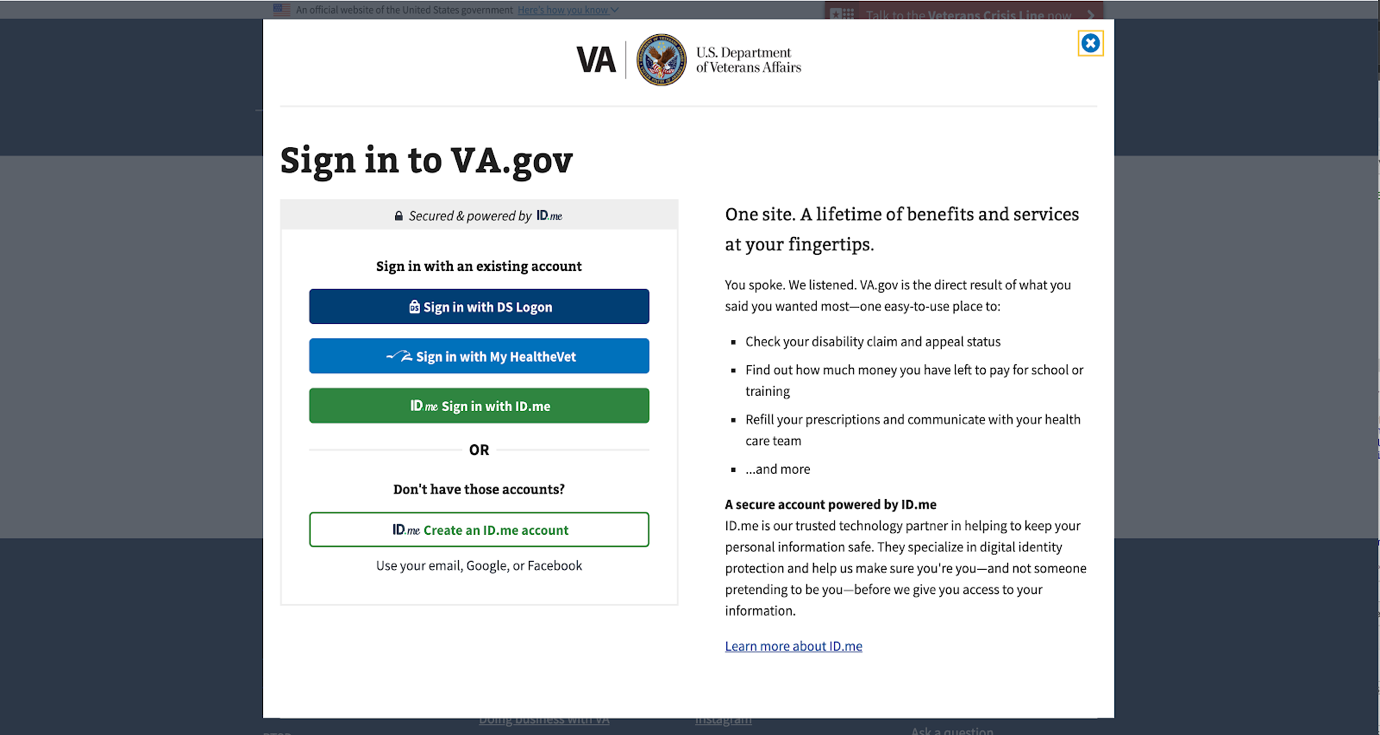 An official website of the United States government Here's how you know
Talk to the Veterans Crisis Line now
VA
U.S. Department
of Veterans Affairs
Sign in to VA.gov
Secured & powered by ID.me
Sign in with an existing account
DS Sign in with DS Logon
Sign in with My HealtheVet
ID.me Sign in with ID.me
OR
Don't have those accounts?
ID.me Create an ID.me account
Use your email, Google, or Facebook
One site. A lifetime of benefits and services
at your fingertips.
You spoke. We listened. VA.gov is the direct result of what you
said you wanted most—one easy-to-use place to:
Check your disability claim and appeal status
Find out how much money you have left to pay for school or
training
Refill your prescriptions and communicate with your health
care team
...and more
A secure account powered by ID.me
ID.me is our trusted technology partner in helping to keep your
personal information safe. They specialize in digital identity
protection and help us make sure you're you—and not someone
pretending to be you—before we give you access to your
information.
Learn more about ID.me
Doing business with VA
Instagram
Ask a question